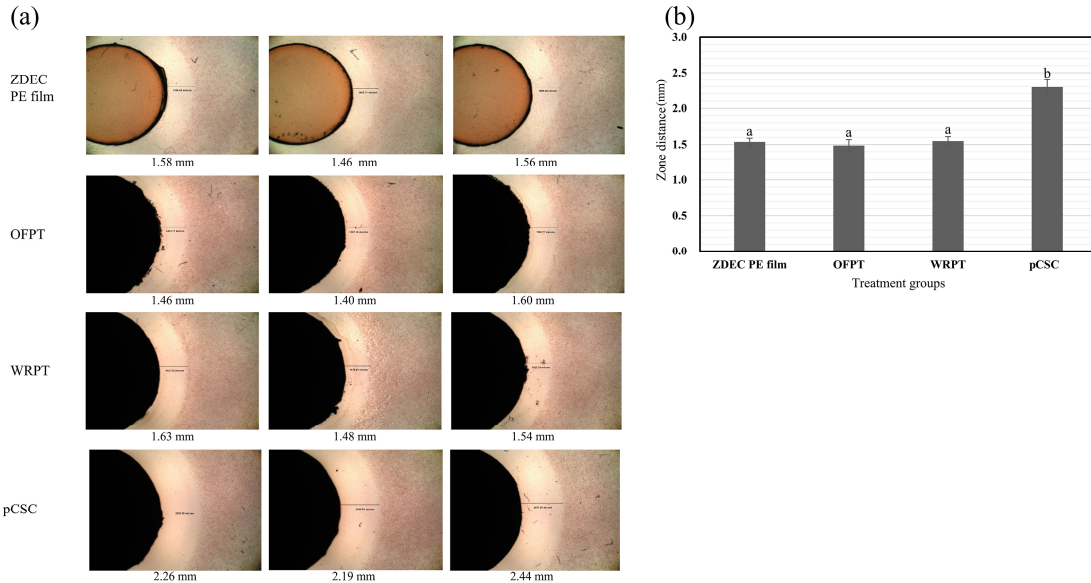 (a)
ZDEC
PE film
1.58 mm
1.46 mm
1.56 mm
OFPT
1.46 mm
1.40 mm
1.60 mm
WRPT
1.63 mm
1.48 mm
1.54 mm
pCSC
2.26 mm
2.19 mm
2.44 mm
(b)
Zone distance(mm)
3.0
2.5
2.0
1.5
1.0
0.5
0.0
a
a
a
b
ZDEC PE film
OFPT
WRPT
pCSC
Treatment groups